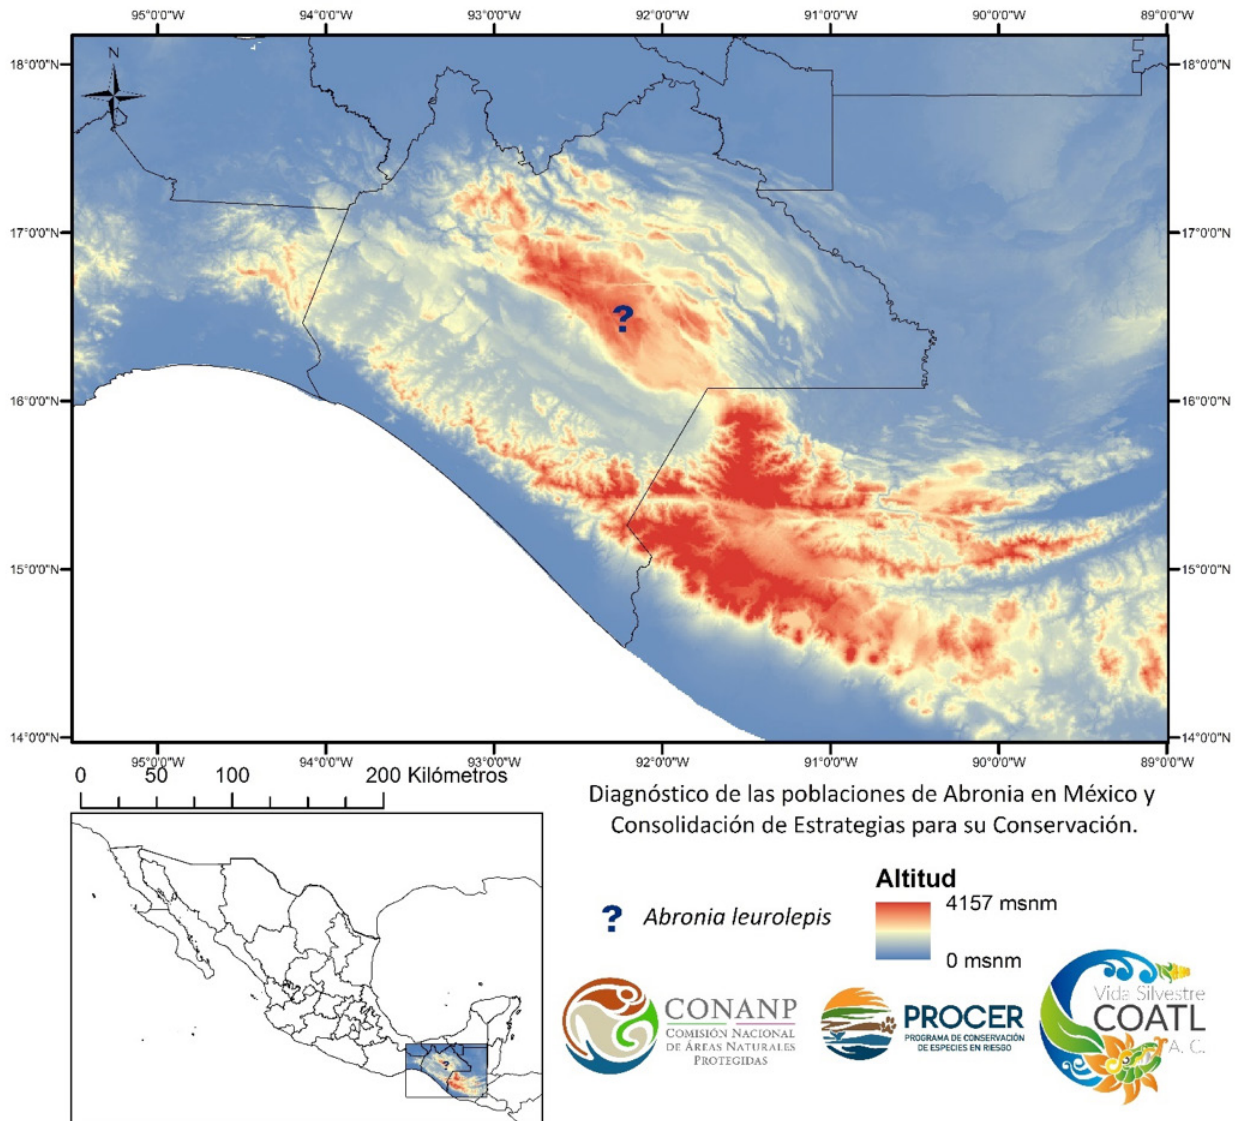 95°0'0"W 94°0'0"W 93°0'0"W 92°0'0"W 91°0'0"W 90°0'0"W 89°0'0"W
N
18°0'0"N 18°0'0"N
17°0'0"N 17°0'0"N
?
16°0'0"N 16°0'0"N
15°0'0"N 15°0'0"N
14°0'0"N 14°0'0"N
95°0'0"W 94°0'0"W 93°0'0"W 92°0'0"W 91°0'0"W 90°0'0"W 89°0'0"W
0 50 100 200 Kilómetros
Diagnóstico de las poblaciones de Abronia en México y
Consolidación de Estrategias para su Conservación.
? Abronia leurolepis
Altitud
4157 msnm
0 msnm
?
CONANP
COMISIÓN NACIONAL
DE ÁREAS NATURALES
PROTEGIDAS
PROCER
PROGRAMA DE CONSERVACIÓN
DE ESPECIES EN RIESGO
Vida Silvestre
COATL
A. C.